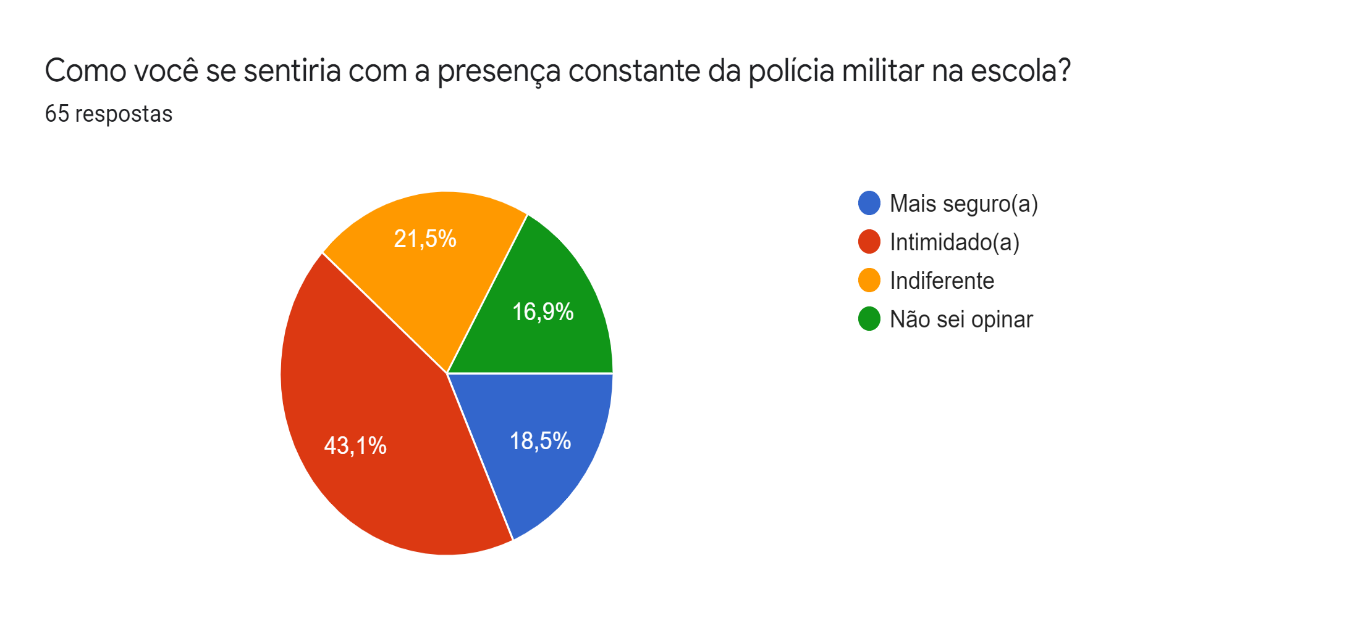 Como você se sentiria com a presença constante da polícia militar na escola?
65 respostas
21,5%
16,9%
43,1%
18,5%
Mais seguro(a)
Intimidado(a)
Indiferente
Não sei opinar